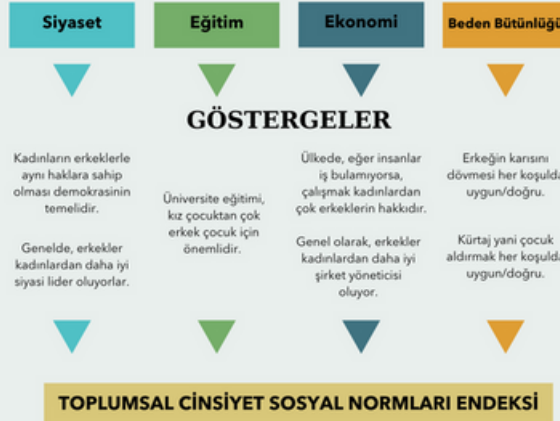 Siyaset
Eğitim
Ekonomi
Beden Bütünlüğü
GÖSTERGELER
Kadınların erkeklerle
aynı haklara sahip
olması demokrasinin
temelidir.
Genelde, erkekler
kadınlardan daha iyi
siyasi lider oluyorlar.
Üniversite eğitimi,
kız çocuktan çok
erkek çocuk için
önemlidir.
Ülkede, eğer insanlar
iş bulamıyorsa,
çalışmak kadınlardan
çok erkeklerin hakkıdır.
Genel olarak, erkekler
kadınlardan daha iyi
şirket yöneticisi
oluyor.
Erkeğin karısını
dövmesi her koşulda
uygun/doğru.
Kürtaj yani çocuk
aldırmak her koşulda
uygun/doğru.
TOPLUMSAL CİNSİYET SOSYAL NORMLARI ENDEKSİ